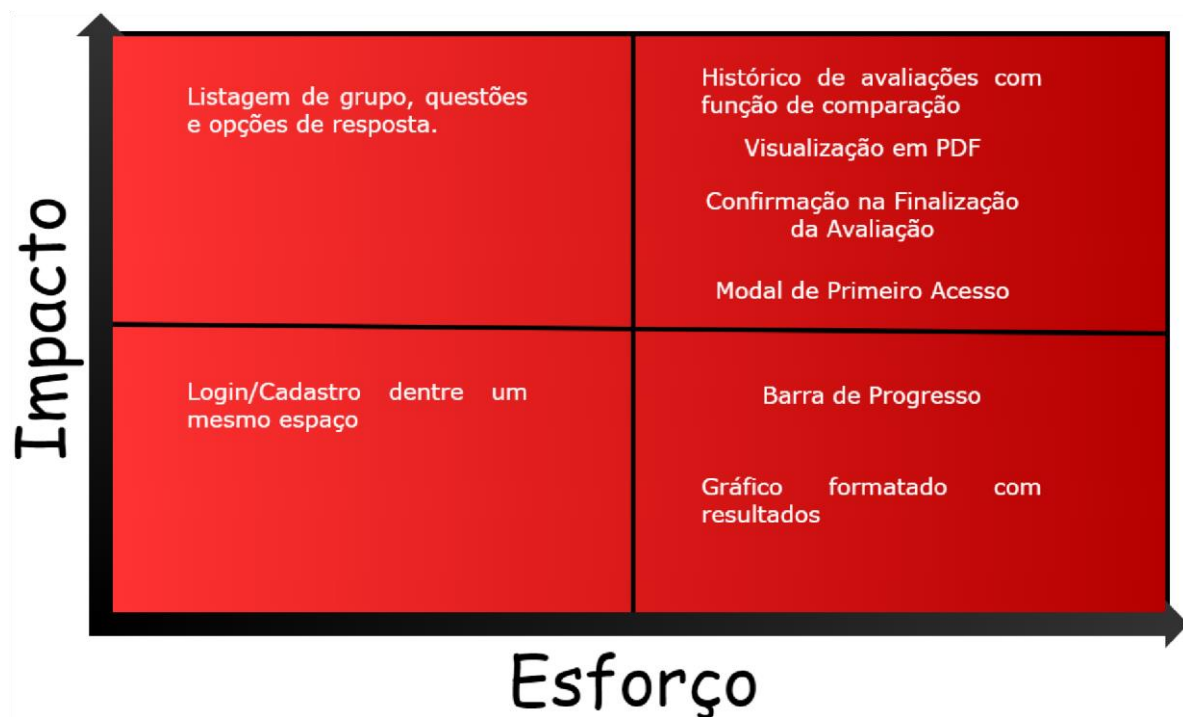 Impacto
Listagem de grupo, questões
e opções de resposta.
Histórico de avaliações com
função de comparação
Visualização em PDF
Confirmação na Finalização
da Avaliação
Modal de Primeiro Acesso
Login/Cadastro dentre um
mesmo espaço
Barra de Progresso
Gráfico formatado com
resultados
Esforço